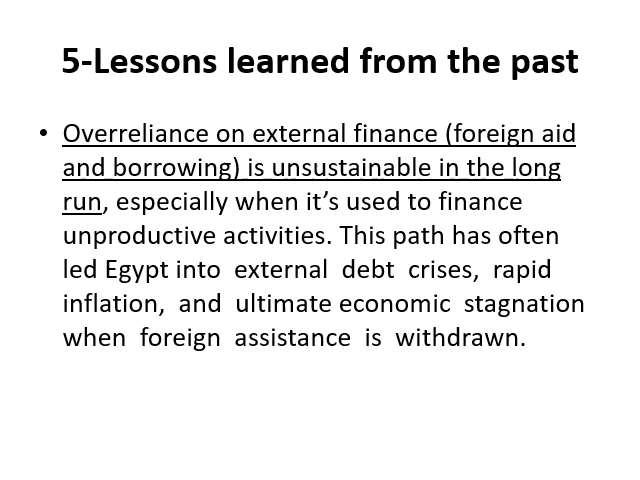 5-Lessons learned from the past
• Overreliance on external finance (foreign aid
and borrowing) is unsustainable in the long
run, especially when it’s used to finance
unproductive activities. This path has often
led Egypt into external debt crises, rapid
inflation, and ultimate economic stagnation
when foreign assistance is withdrawn.